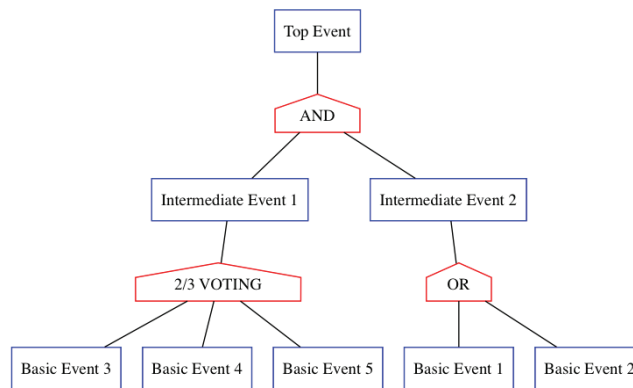 Top Event
AND
Intermediate Event 1
Intermediate Event 2
2/3 VOTING
OR
Basic Event 3
Basic Event 4
Basic Event 5
Basic Event 1
Basic Event 2